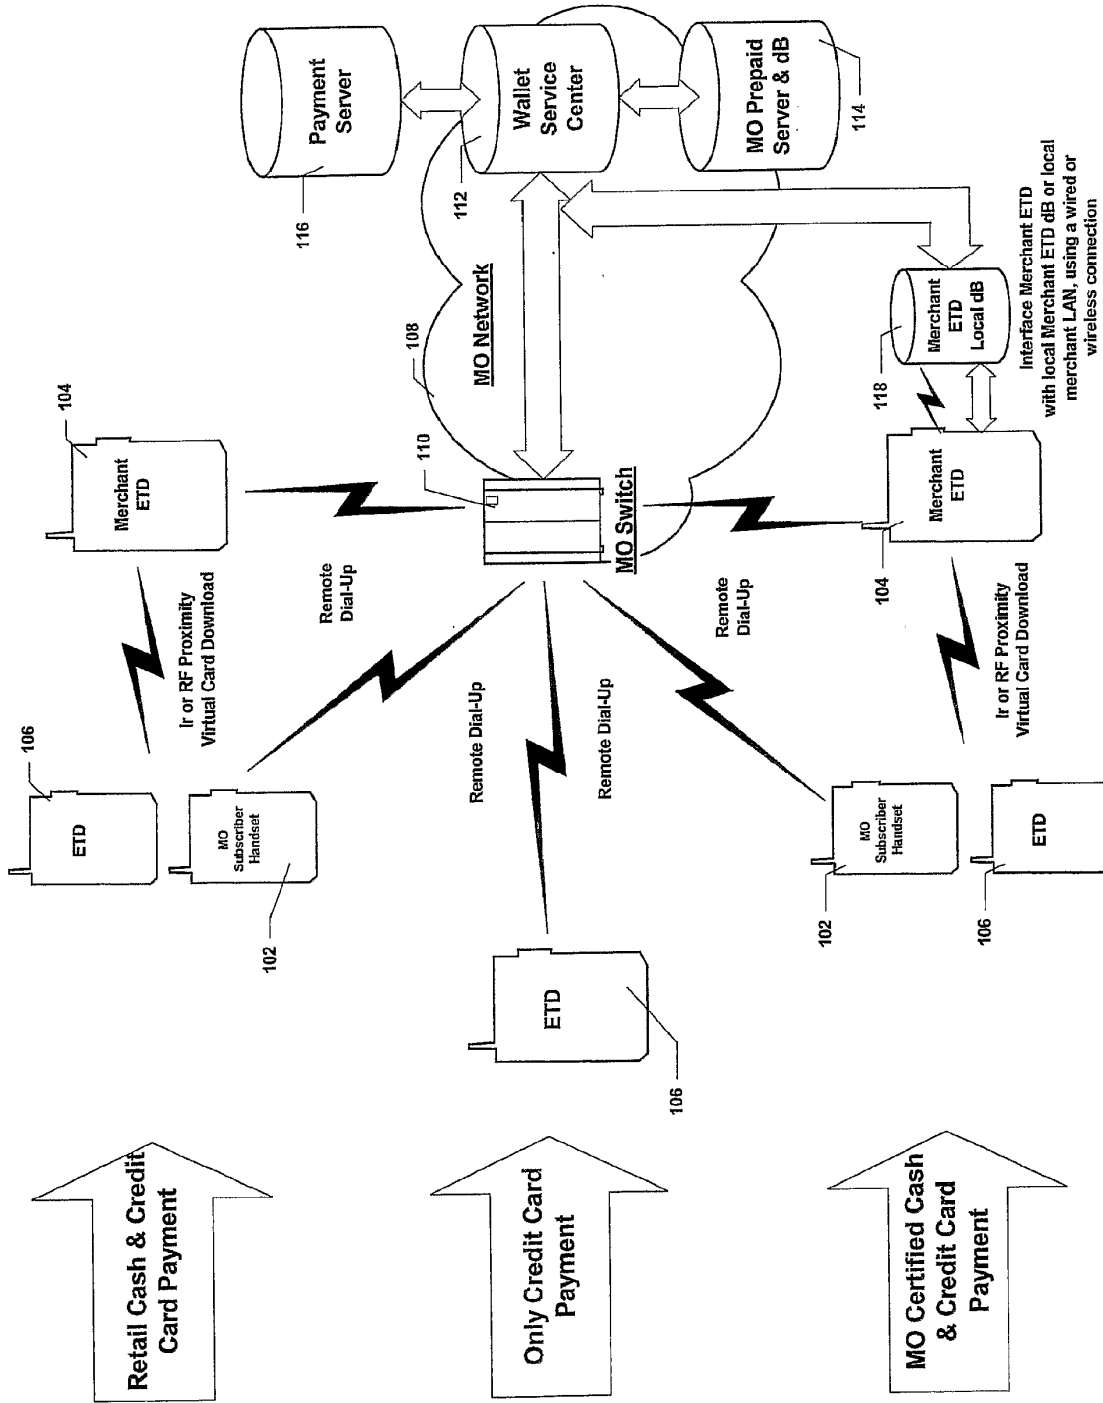 Retail Cash & Credit
Card Payment
106
ETD
MO
Subscriber
Handset
102
Ir or RF Proximity
Virtual Card Download
Merchant
ETD
104
Remote
Dial-Up
Payment
Server
116
Only Credit Card
Payment
ETD
106
Remote Dial-Up
Remote Dial-Up
110
MO Switch
108
MO Network
112
Wallet
Service
Center
MO Prepaid
Server & dB
114
MO Certified Cash
& Credit Card
Payment
102
MO
Subscriber
Handset
106
ETD
Remote
Dial-Up
Ir or RF Proximity
Virtual Card Download
104
Merchant
ETD
118
Merchant
ETD
Local dB
Interface Merchant ETD
with local Merchant ETD dB or local
merchant LAN, using a wired or
wireless connection